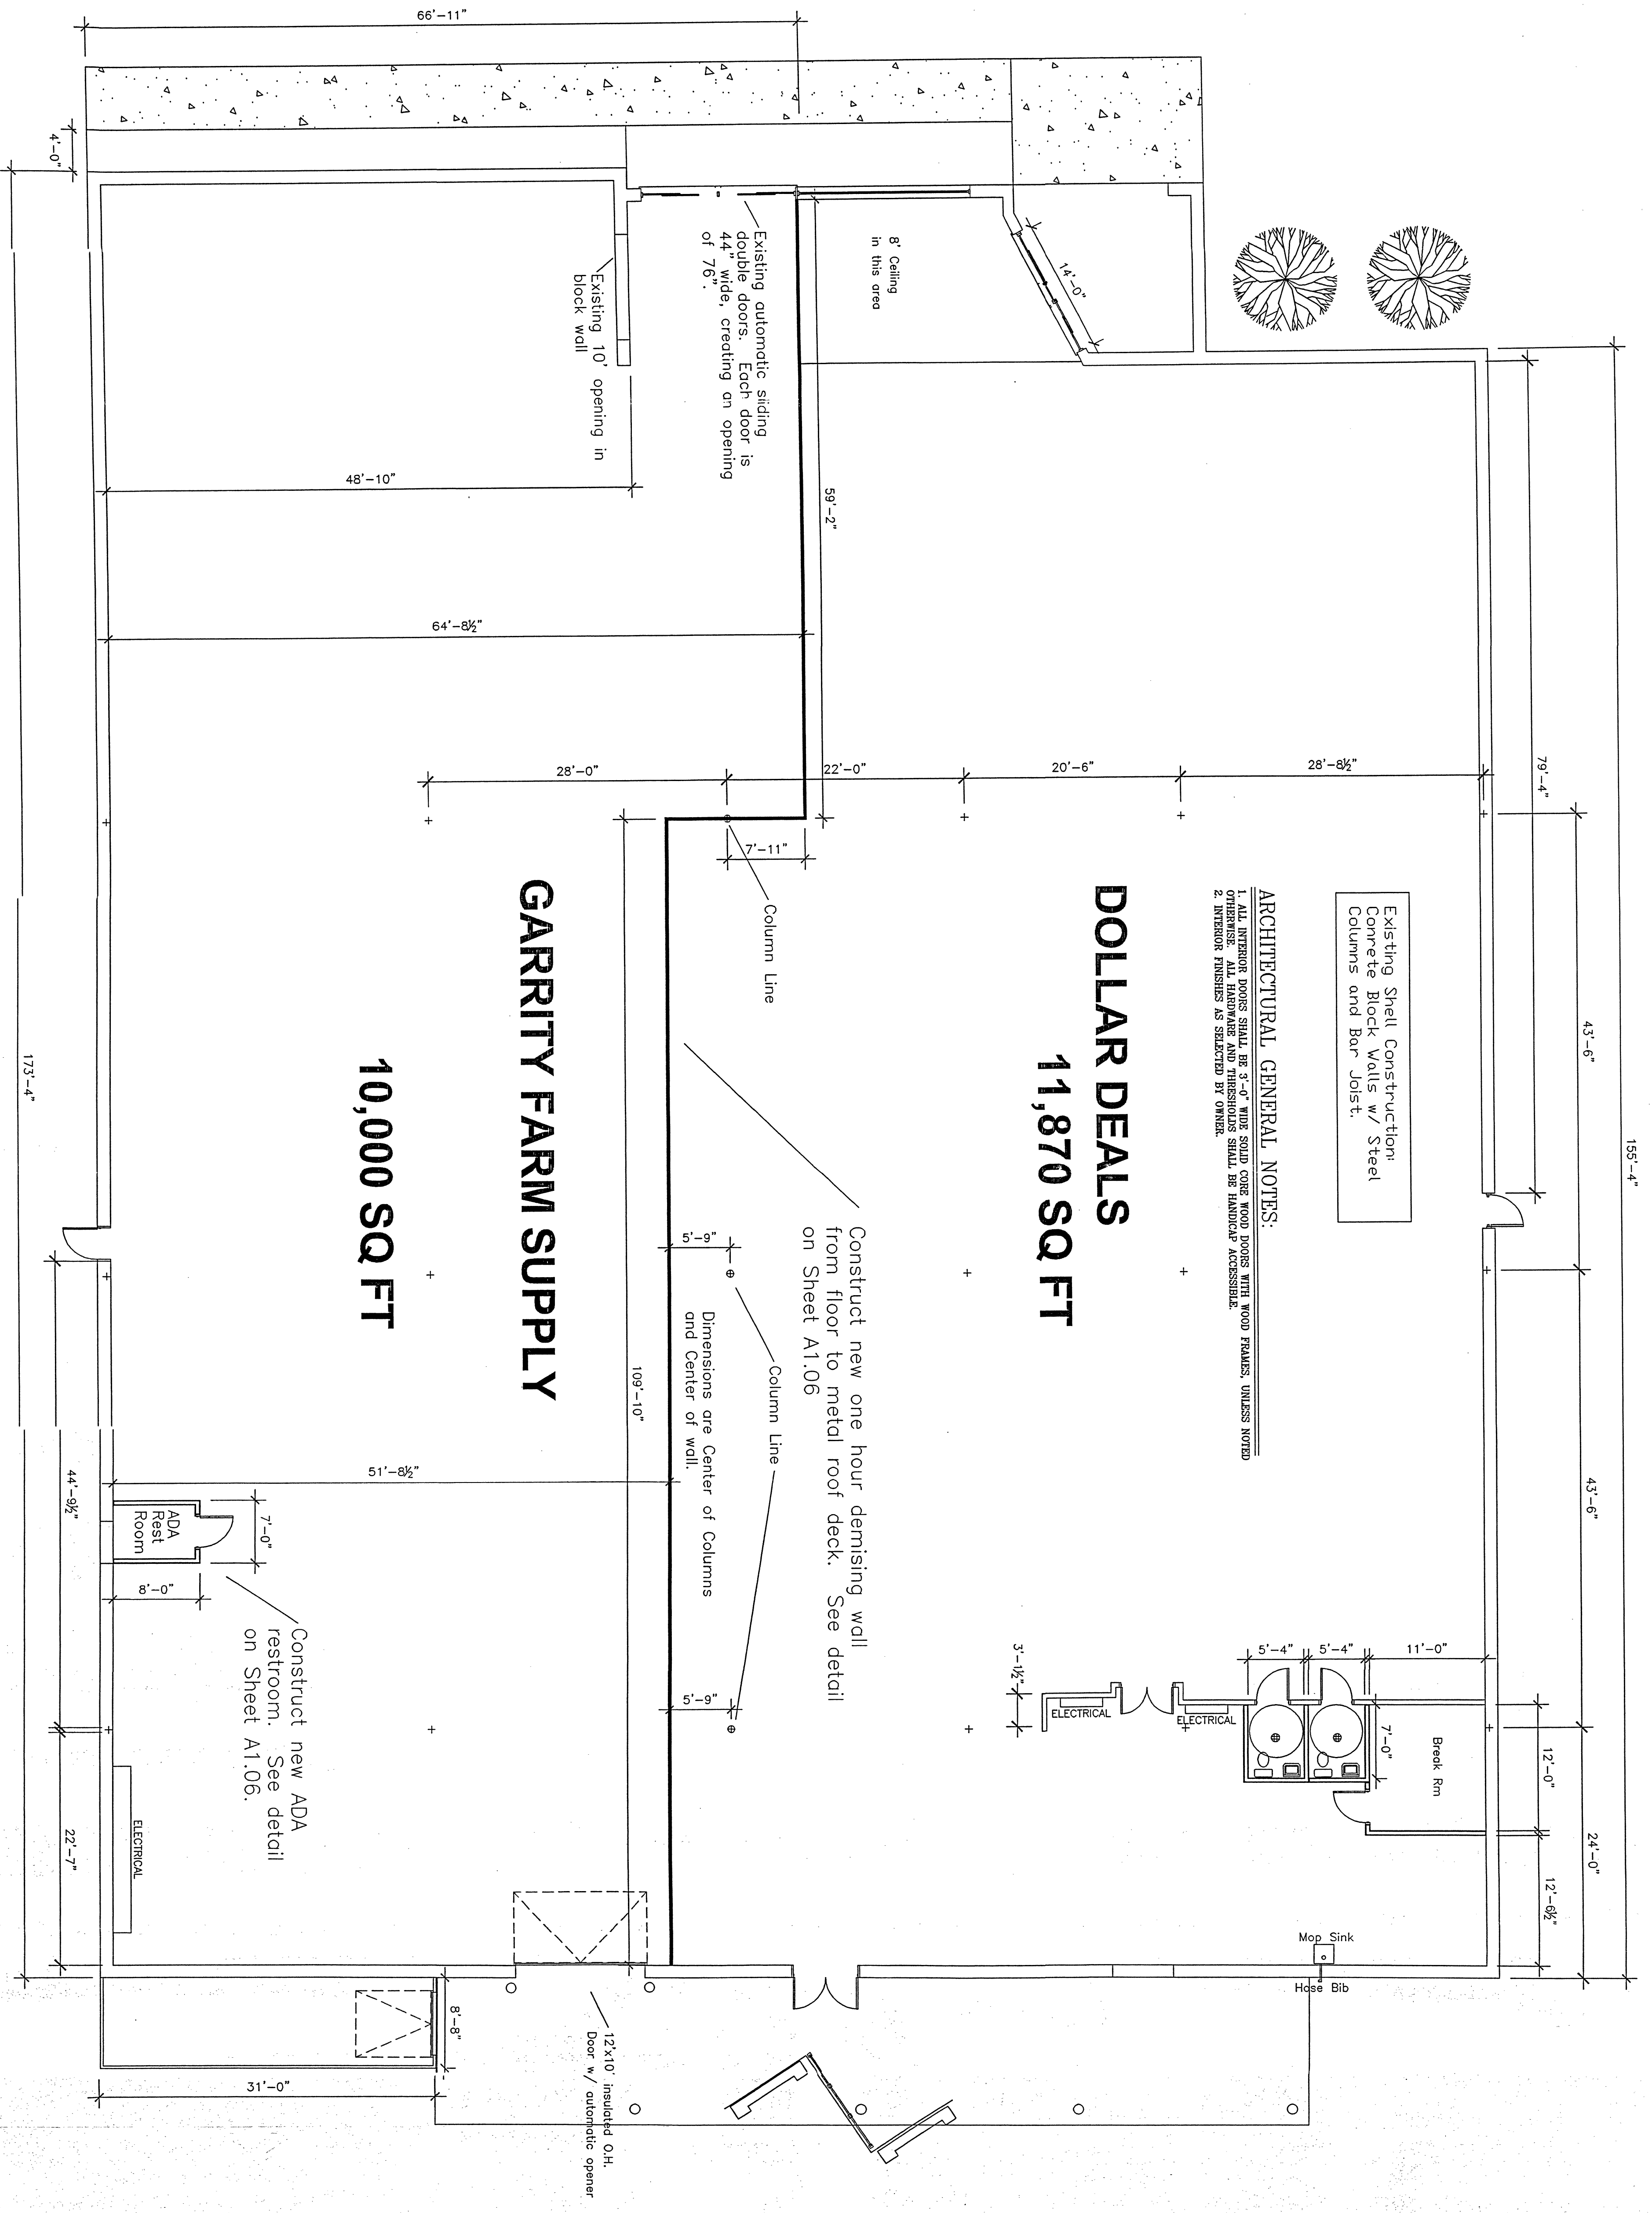 66'-11"
4'-0"
14'-0"
8' Ceiling
in this area
Existing automatic sliding
double doors. Each door is
44" wide, creating an opening
of 76".
Existing 10' opening in
block wall
48'-10"
59'-2"
64'-8½"
28'-0"
22'-0"
20'-6"
28'-8½"
79'-4"
7'-11"
Column Line
Existing Shell Construction:
Conrete Block Walls w/ Steel
Columns and Bar Joist.
ARCHITECTURAL GENERAL NOTES:
1. ALL INTERIOR DOORS SHALL BE 3'-0" WIDE SOLID CORE WOOD DOORS WITH WOOD FRAMES, UNLESS NOTED
OTHERWISE. ALL HARDWARE AND THRESHOLDS SHALL BE HANDICAP ACCESSIBLE.
2. INTERIOR FINISHES AS SELECTED BY OWNER.
DOLLAR DEALS
11,870 SQ FT
GARRITY FARM SUPPLY
10,000 SQ FT
43'-6"
155'-4"
173'-4"
Construct new one hour demising wall
from floor to metal roof deck. See detail
on Sheet A1.06
5'-9"
Column Line
Dimensions are Center of Columns
and Center of wall.
109'-10"
51'-8½"
43'-6"
44'-9½"
7'-0"
ADA
Rest
Room
8'-0"
Construct new ADA
restroom. See detail
on Sheet A1.06.
5'-9"
3'-1½"
5'-4"
5'-4"
11'-0"
ELECTRICAL
ELECTRICAL
7'-0"
Break Rm
12'-0"
24'-0"
12'-6½"
22'-7"
ELECTRICAL
Mop Sink
Hose Bib
8'-8"
31'-0"
12'x10' insulated O.H.
Door w/ automatic opener